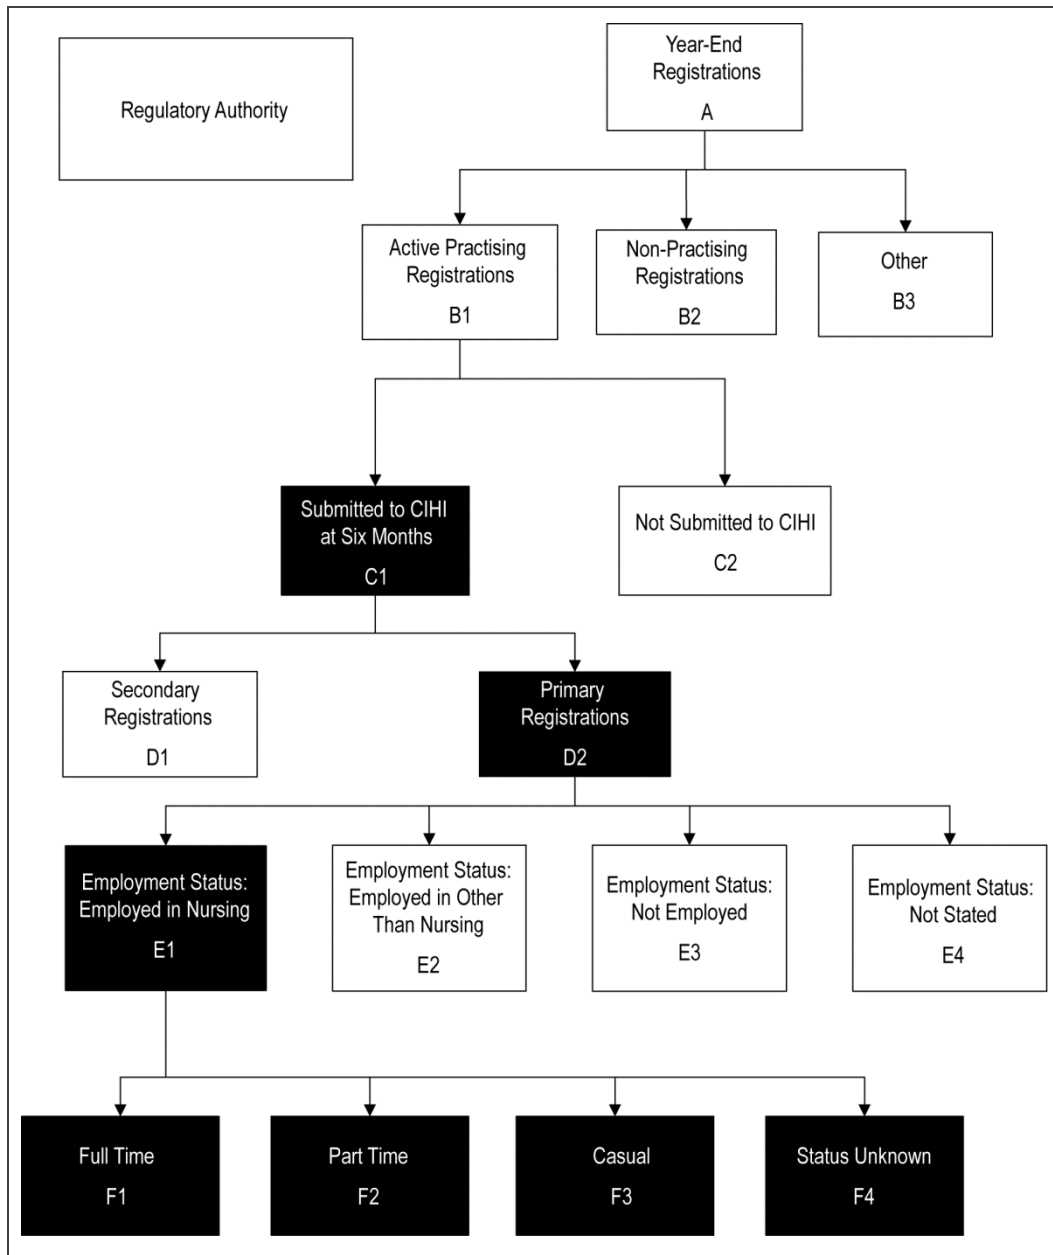 Regulatory Authority
Year-End
Registrations
A
Active Practising
Registrations
B1
Non-Practising
Registrations
B2
Other
B3
Submitted to CIHI
at Six Months
C1
Not Submitted to CIHI
C2
Secondary
Registrations
D1
Primary
Registrations
D2
Employment Status:
Employed in Nursing
E1
Employment Status:
Employed in Other
Than Nursing
E2
Employment Status:
Not Employed
E3
Employment Status:
Not Stated
E4
Full Time
F1
Part Time
F2
Casual
F3
Status Unknown
F4